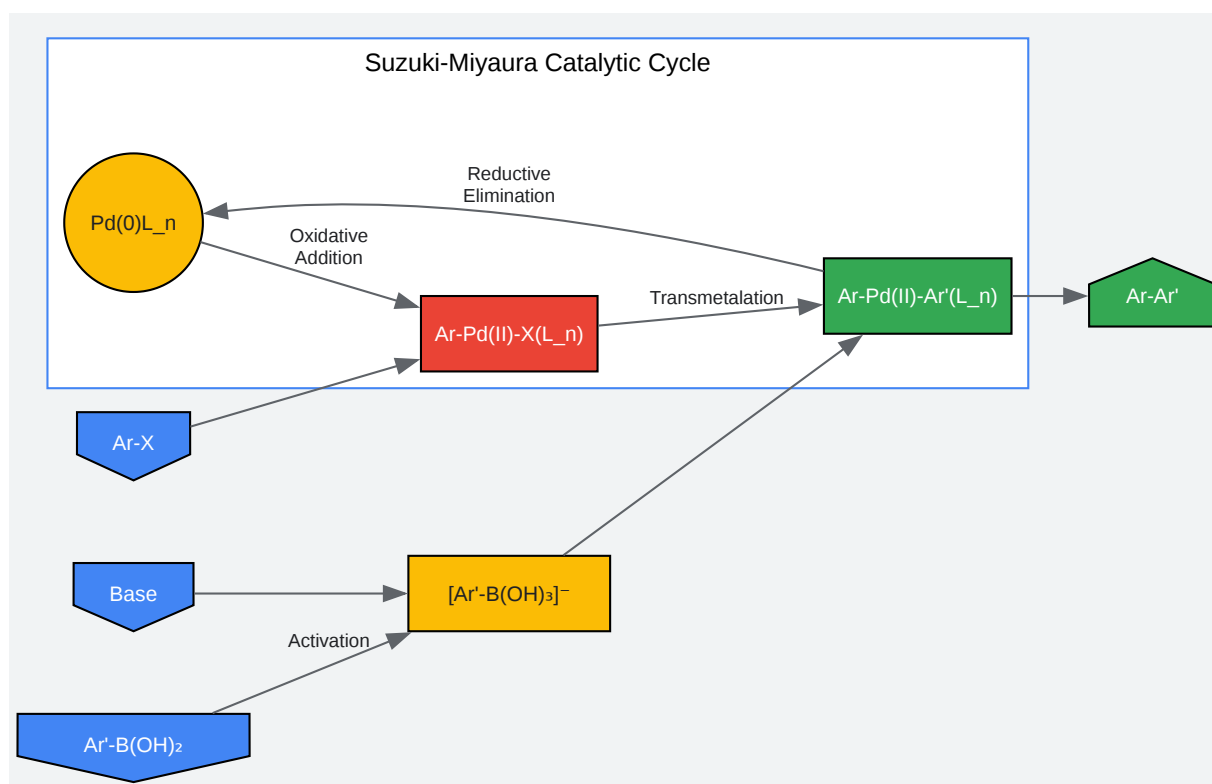 Suzuki-Miyaura Catalytic Cycle
Reductive
Elimination
Pd(0)L_n
Oxidative
Addition
Ar-Pd(II)-X(L_n)
Transmetalation
Ar-Pd(II)-Ar'(L_n)
Ar-Ar'
Ar-X
Base
[Ar'-B(OH)₃]⁻
Activation
Ar'-B(OH)₂